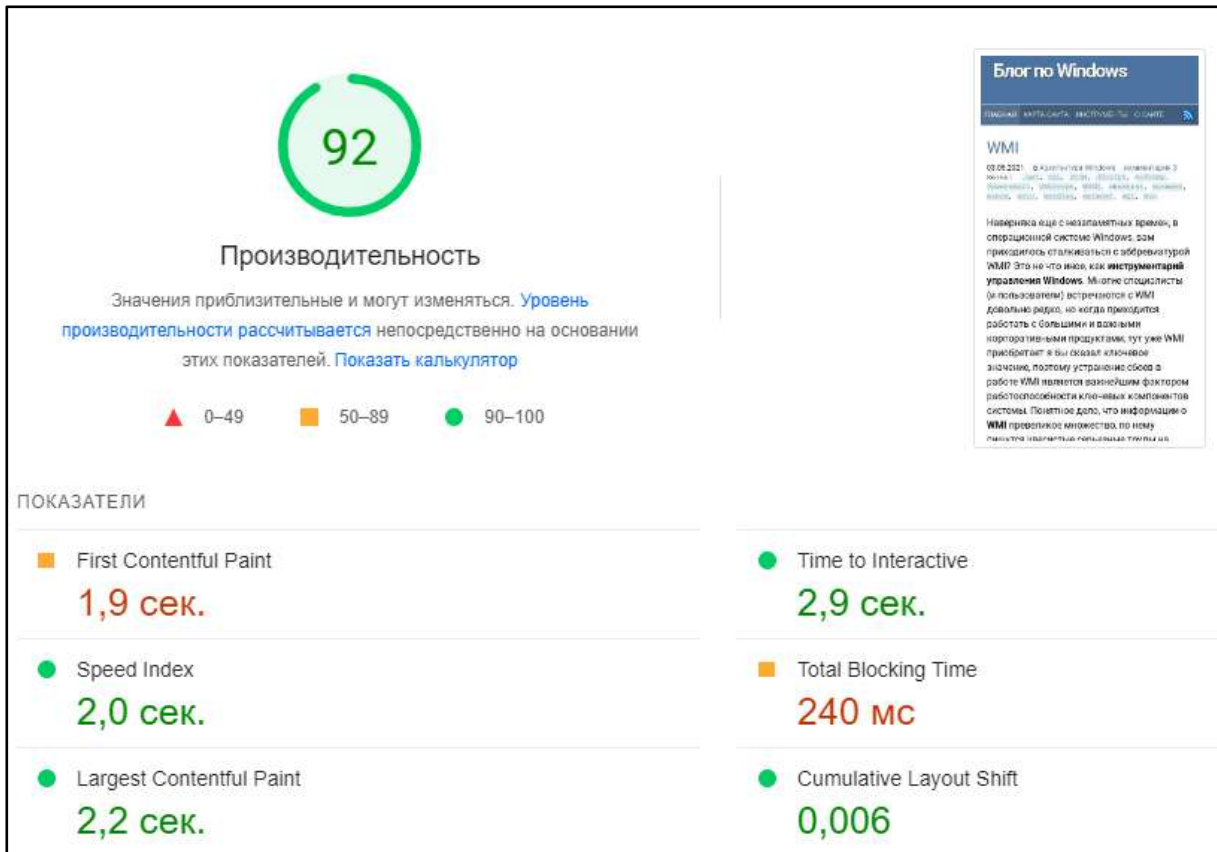 92
Производительность
Значения приблизительные и могут изменяться. Уровень
производительности рассчитывается непосредственно на основании
этих показателей. Показать калькулятор
0–49
50–89
90–100
Блог по Windows
ГЛАВНАЯ КАРТА САЙТА ИНСТРУМЕНТЫ О САЙТЕ
WMI
Наверняка еще с незапамятных времен, в
операционной системе Windows, вам
приходилось сталкиваться с аббревиатурой
WMI? Это не что иное, как инструментарий
управления Windows. Многие специалисты
(и пользователи) встречаются с WMI
довольно редко, но когда приходится
работать с большими и важными
корпоративными продуктами, тут уже WMI
приобретает я бы сказал ключевое
значение, поэтому устранение сбоев в
работе WMI является важнейшим фактором
работоспособности ключевых компонентов
системы. Понятное дело, что информации о
WMI превеликое множество, по нему
ПОКАЗАТЕЛИ
First Contentful Paint
1,9 сек.
Time to Interactive
2,9 сек.
Speed Index
2,0 сек.
Total Blocking Time
240 мс
Largest Contentful Paint
2,2 сек.
Cumulative Layout Shift
0,006